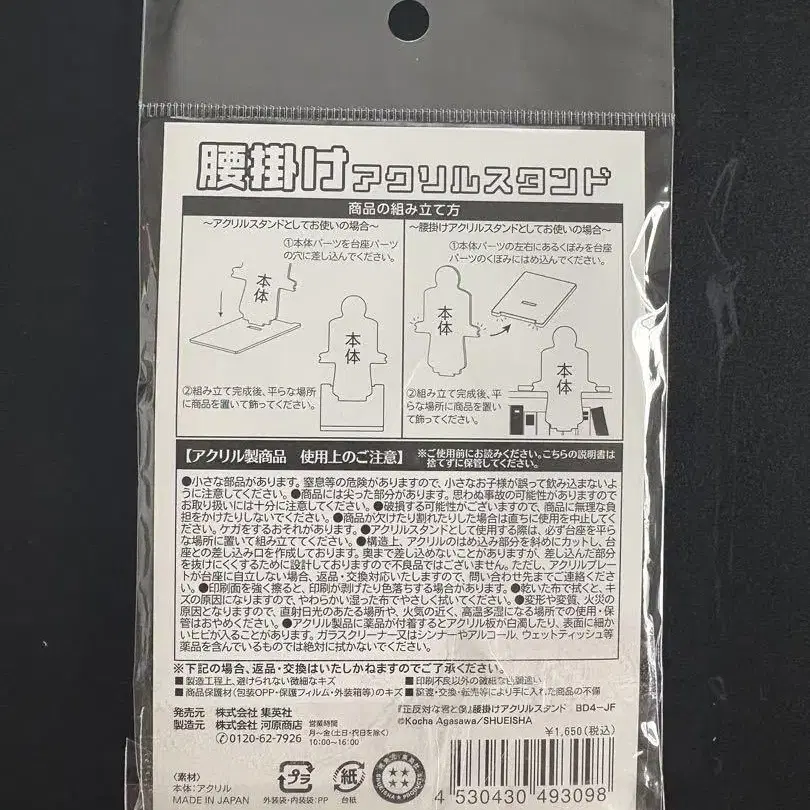 腰掛けアクリルスタンド
商品の組み立て方
～アクリルスタンドとしてお使いの場合～
①本体パーツを台座パーツ
の穴に差し込んでください。
本体
本体
②組み立て完成後、平らな場所
に商品を置いて飾ってください。
～腰掛けアクリルスタンドとしてお使いの場合～
①本体パーツの左右にあるくぼみを台座
パーツのくぼみにはめ込んでください。
本体
本体
②組み立て完成後、平
らな場所に商品を置い
て飾ってください。
【アクリル製商品 使用上のご注意】
※ご使用前にお読みください。こちらの説明書は
捨てずに保管してください。
●小さな部品があります。窒息等の危険がありますので、小さなお子様が誤って飲み込まないよ
うに注意してください。●商品には尖った部分があります。思わぬ事故の可能性がありますので
お取り扱いには十分に注意してください。●破損する可能性がございますので、商品に無理な負
担をかけたりしないでください。●商品が欠けたり割れたりした場合は直ちに使用を中止してく
ださい。ケガをするおそれがあります。●アクリルスタンドとして使用する際は、必ず台座を平
らな場所に置いて組み立ててください。●構造上、アクリルのはめ込み部分を斜めにカットし、台
座との差し込み口を作成しております。奥まで差し込めないことがありますが、差し込んだ部分
を抜けにくくするために設計しておりますので不良品ではございません。ただし、アクリルプレー
トが台座に自立しない場合、返品・交換対応いたしますので、問い合わせ先までご連絡くださ
い。●印刷面を強く擦ると、印刷が剥げたり色落ちする場合があります。●乾いた布で拭くと、キ
ズの原因になりますので、やわらかい湿った布でやさしく拭いてください。●変形や変質、火災の
原因となりますので、直射日光のあたる場所や、火気の近く、高温多湿になる場所での使用・保
管はおやめください。●アクリル製品に薬品が付着するとアクリル板が白濁したり、表面に細か
いヒビが入ることがあります。ガラスクリーナー又はシンナーやアルコール、ウェットティッシュ等
薬品を含んでいるものでは絶対に拭かないでください。
※下記の場合、返品・交換はいたしかねますのでご了承ください。
■製造工程上、避けられない微細なキズ
■印刷不良以外の微細な色調違い
■商品保護材(包装OPP・保護フィルム・外装箱等)のキズ
■譲渡・交換・転売等により手に入れた商品の不備
発売元 株式会社 集英社
製造元 株式会社 河原商店
0120-62-7926
営業時間
月～金(土日・祝日を除く)
10:00～16:00
『正反対な君と僕』腰掛けアクリルスタンド BD4-JF
©Kocha Agasawa/SHUEISHA
¥1,650(税込)
〈素材〉
本体:アクリル
MADE IN JAPAN
プラ
外装袋・内装袋:PP
紙
台紙
4 530430 493098